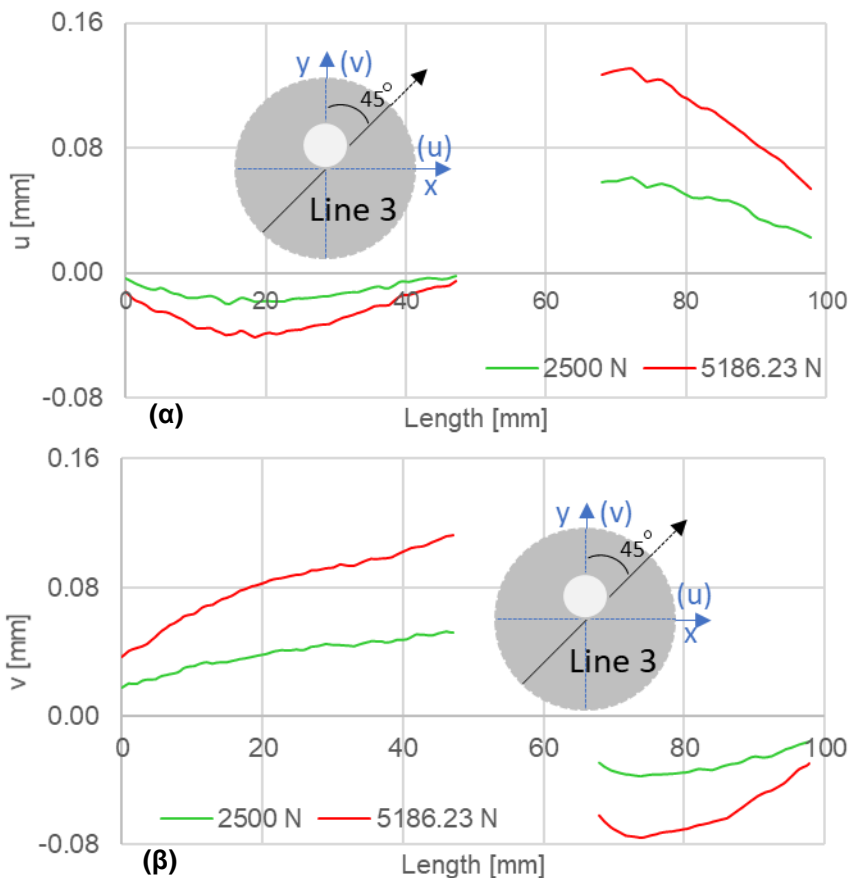 0.16
0.08
0.00
-0.08
u [mm]
y (v)
45°
(u)
x
Line 3
0 20 40 60 80 100
2500 N 5186.23 N
(α)
Length [mm]
0.16
0.08
0.00
-0.08
v [mm]
y (v)
45°
(u)
x
Line 3
0 20 40 60 80 100
2500 N 5186.23 N
(β)
Length [mm]